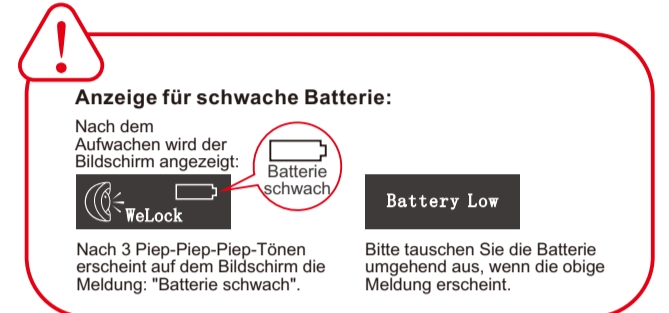 !
Anzeige für schwache Batterie:
Nach dem
Aufwachen wird der
Bildschirm angezeigt:
Batterie
schwach
WeLock
Nach 3 Piep-Piep-Piep-Tönen
erscheint auf dem Bildschirm die
Meldung: "Batterie schwach".
Battery Low
Bitte tauschen Sie die Batterie
umgehend aus, wenn die obige
Meldung erscheint.